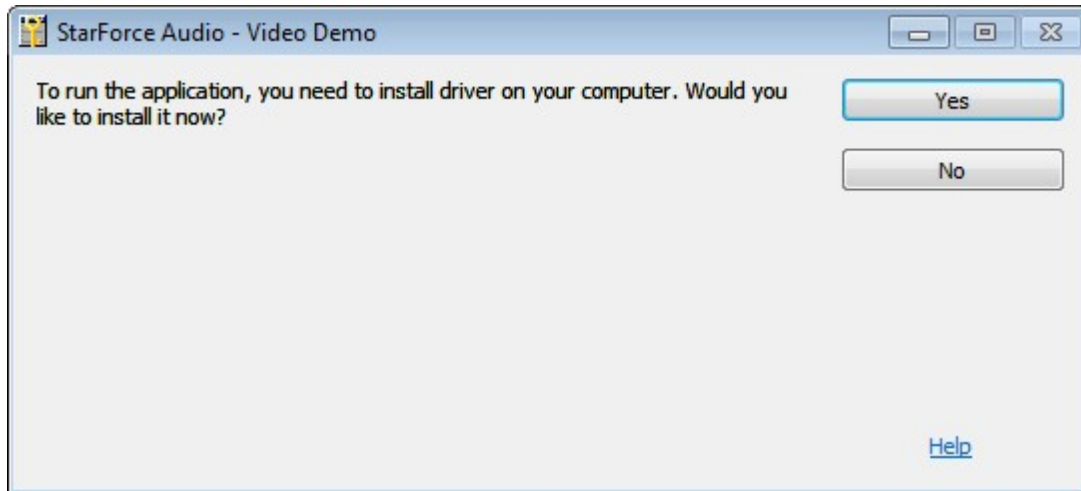 StarForce Audio - Video Demo
To run the application, you need to install driver on your computer. Would you
like to install it now?
Yes
No
Help